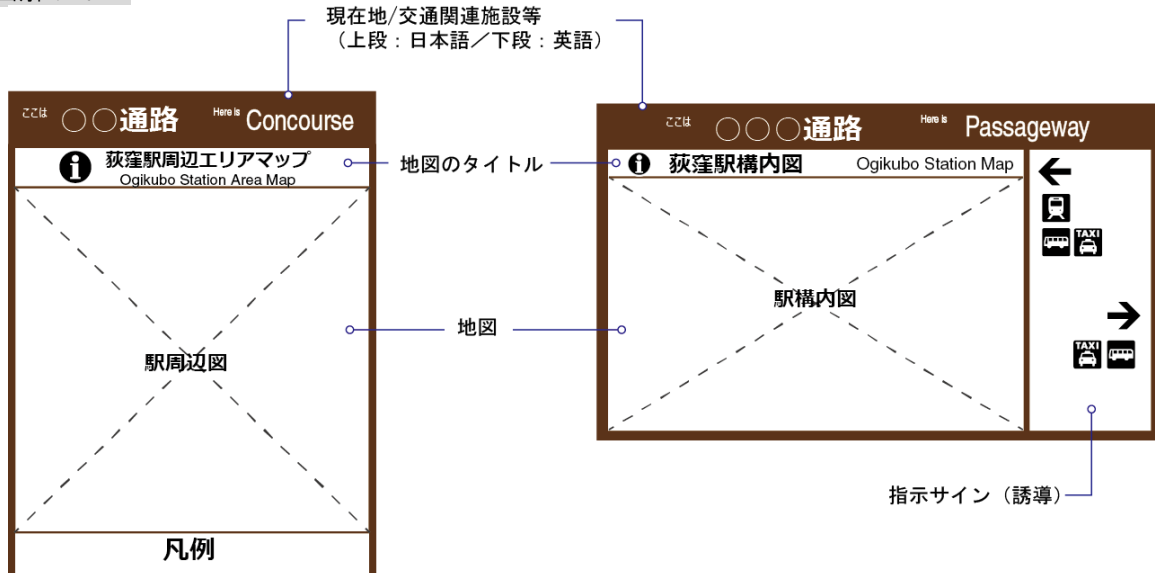 現在地/交通関連施設等
（上段：日本語／下段：英語）
ここは ○○通路 Here is Concourse
荻窪駅周辺エリアマップ
Ogikubo Station Area Map
駅周辺図
凡例
地図のタイトル
地図
ここは ○○○通路 Here is Passageway
荻窪駅構内図 Ogikubo Station Map
駅構内図
TAXI
TAXI
指示サイン（誘導）